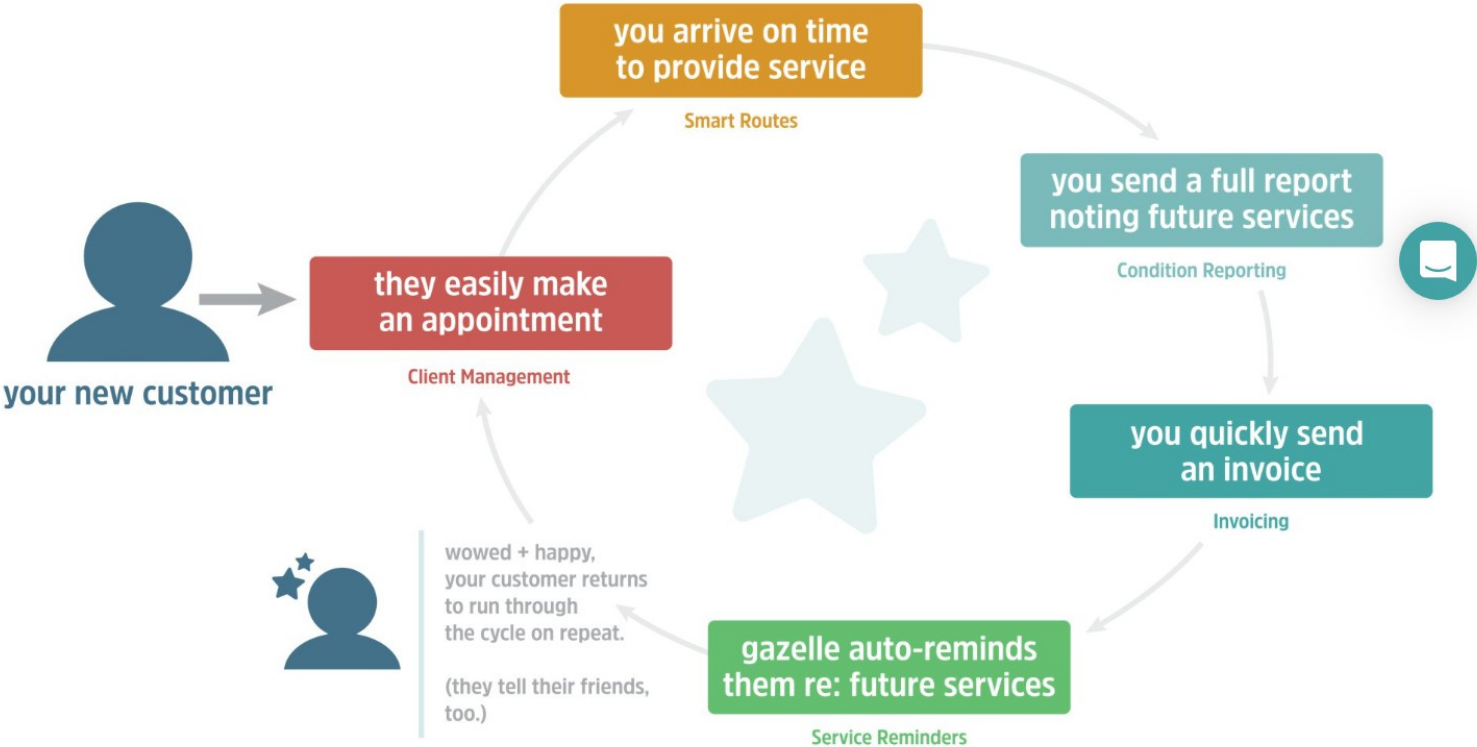 your new customer
they easily make
an appointment
Client Management
you arrive on time
to provide service
Smart Routes
you send a full report
noting future services
Condition Reporting
you quickly send
an invoice
Invoicing
gazelle auto-reminds
them re: future services
Service Reminders
wowed + happy,
your customer returns
to run through
the cycle on repeat.
(they tell their friends,
too.)